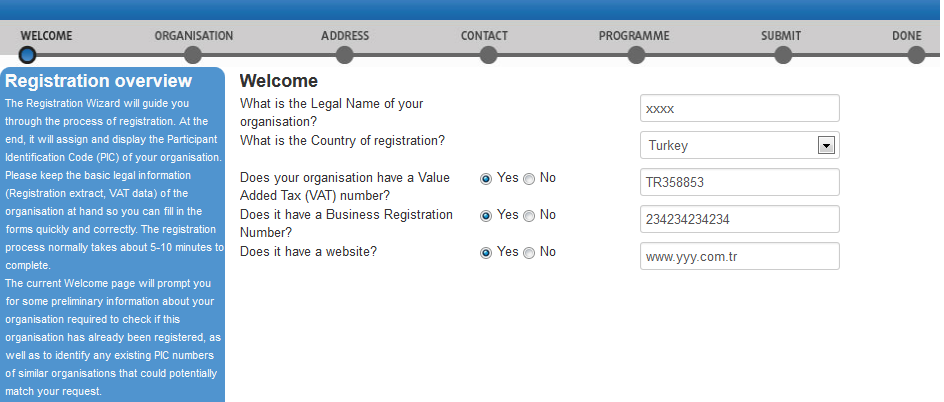 WELCOME ORGANISATION ADDRESS CONTACT PROGRAMME SUBMIT DONE
Registration overview
The Registration Wizard will guide you
through the process of registration. At the
end, it will assign and display the Participant
Identification Code (PIC) of your organisation.
Please keep the basic legal information
(Registration extract, VAT data) of the
organisation at hand so you can fill in the
forms quickly and correctly. The registration
process normally takes about 5-10 minutes to
complete.
The current Welcome page will prompt you
for some preliminary information about your
organisation required to check if this
organisation has already been registered, as
well as to identify any existing PIC numbers
of similar organisations that could potentially
match your request.
Welcome
What is the Legal Name of your
organisation?
xxxx
What is the Country of registration?
Turkey
Does your organisation have a Value
Added Tax (VAT) number?
Yes No
TR358853
Does it have a Business Registration
Number?
Yes No
234234234234
Does it have a website?
Yes No
www.yyy.com.tr